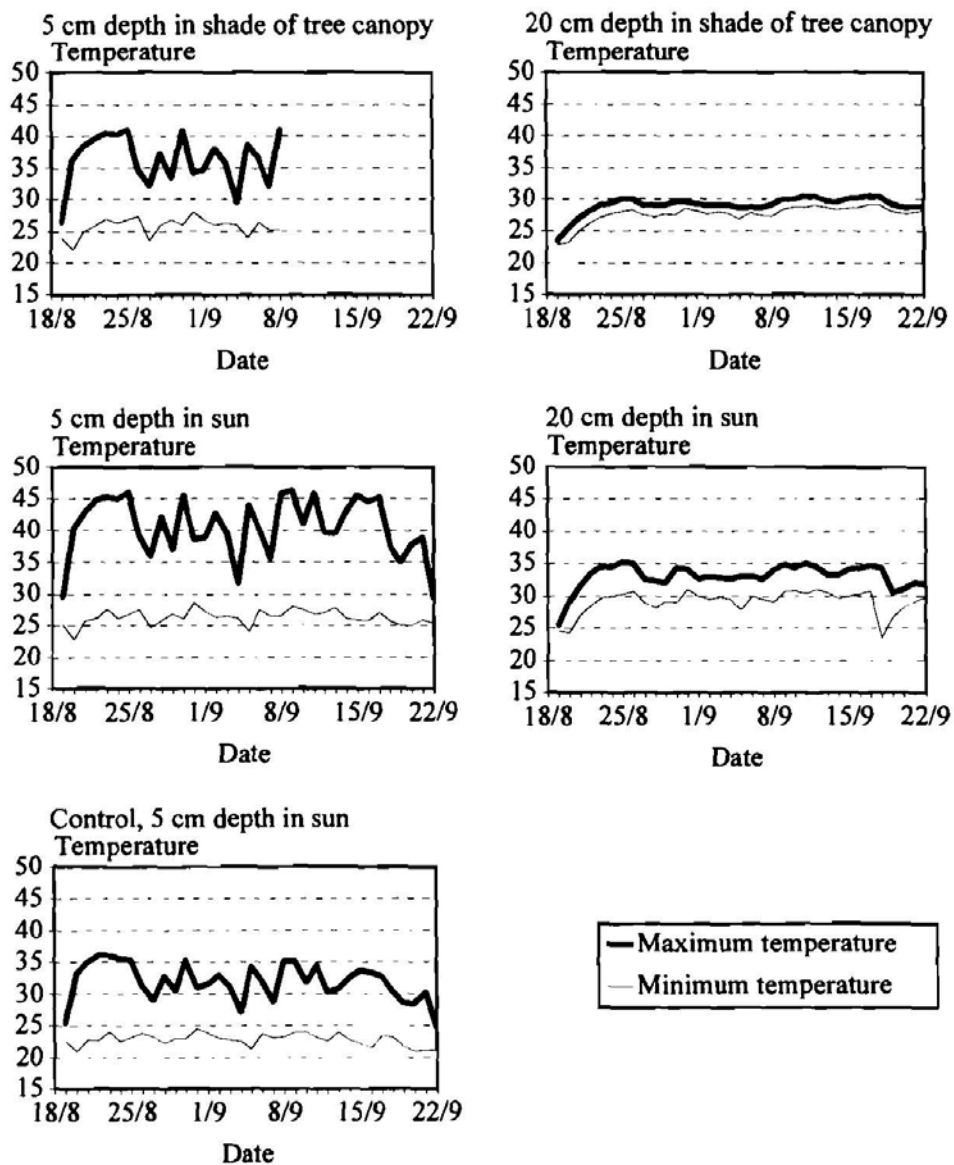 5 cm depth in shade of tree canopy
Temperature
50
45
40
35
30
25
20
15
18/8 25/8 1/9 8/9 15/9 22/9
Date
20 cm depth in shade of tree canopy
Temperature
50
45
40
35
30
25
20
15
18/8 25/8 1/9 8/9 15/9 22/9
Date
5 cm depth in sun
Temperature
50
45
40
35
30
25
20
15
18/8 25/8 1/9 8/9 15/9 22/9
Date
20 cm depth in sun
Temperature
50
45
40
35
30
25
20
15
18/8 25/8 1/9 8/9 15/9 22/9
Date
Control, 5 cm depth in sun
Temperature
50
45
40
35
30
25
20
15
18/8 25/8 1/9 8/9 15/9 22/9
Date
Maximum temperature
Minimum temperature